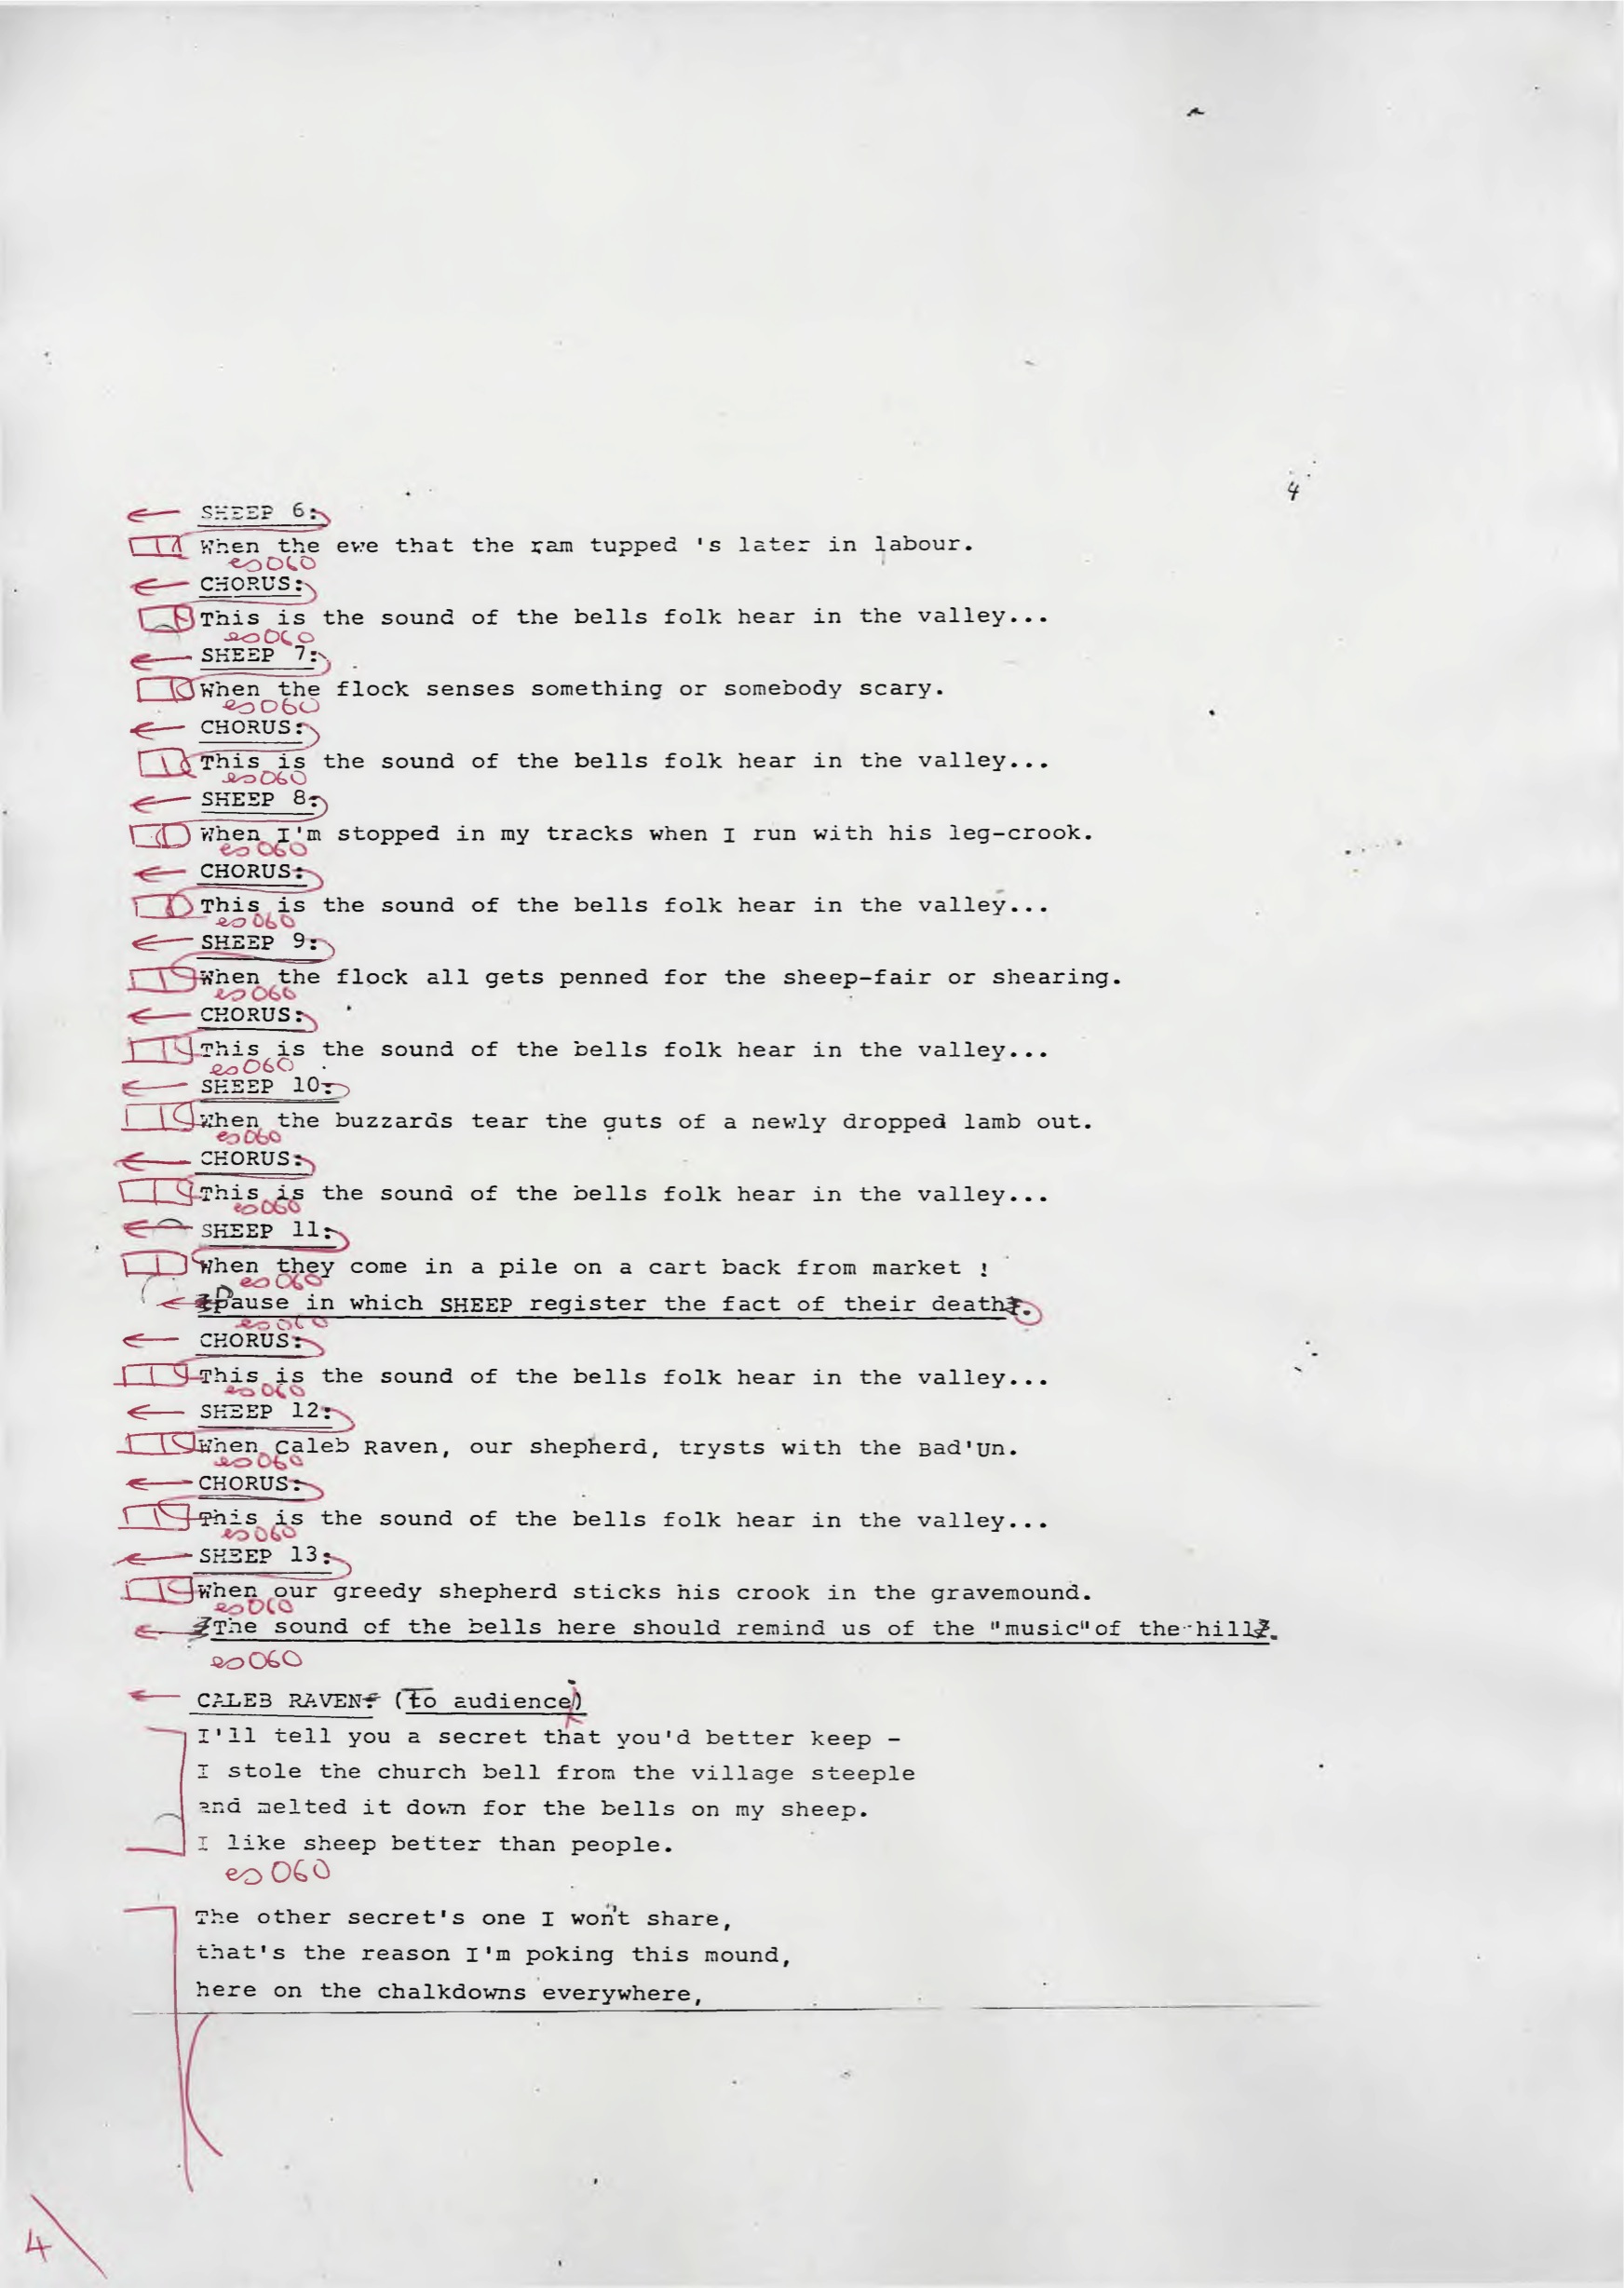 4
SHEEP 6:
When the ewe that the ram tupped 's later in labour.
eo060
CHORUS:
This is the sound of the bells folk hear in the valley...
eo060
SHEEP 7:
When the flock senses something or somebody scary.
eo060
CHORUS:
This is the sound of the bells folk hear in the valley...
eo060
SHEEP 8:
When I'm stopped in my tracks when I run with his leg-crook.
eo060
CHORUS:
This is the sound of the bells folk hear in the valley...
eo060
SHEEP 9:
When the flock all gets penned for the sheep-fair or shearing.
eo060
CHORUS:
This is the sound of the bells folk hear in the valley...
eo060
SHEEP 10:
When the buzzards tear the guts of a newly dropped lamb out.
eo060
CHORUS:
This is the sound of the bells folk hear in the valley...
eo060
SHEEP 11:
When they come in a pile on a cart back from market !
eo060
Pause in which SHEEP register the fact of their death.
eo060
CHORUS:
This is the sound of the bells folk hear in the valley...
eo060
SHEEP 12:
When Caleb Raven, our shepherd, trysts with the Bad'Un.
eo060
CHORUS:
This is the sound of the bells folk hear in the valley...
eo060
SHEEP 13:
When our greedy shepherd sticks his crook in the gravemound.
eo060
The sound of the bells here should remind us of the "music" of the hill.
eo060
CALEB RAVEN: (To audience)
I'll tell you a secret that you'd better keep -
I stole the church bell from the village steeple
and melted it down for the bells on my sheep.
I like sheep better than people.
eo060
The other secret's one I won't share,
that's the reason I'm poking this mound,
here on the chalkdowns everywhere,
4